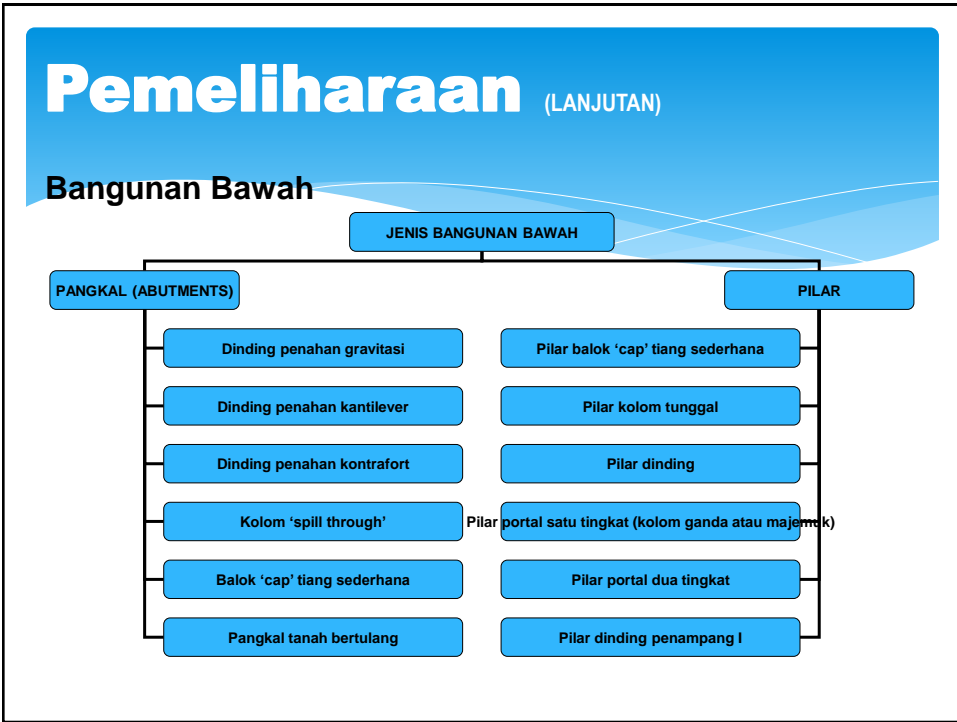 Pemeliharaan (LANJUTAN)
Bangunan Bawah
JENIS BANGUNAN BAWAH
PANGKAL (ABUTMENTS)
Dinding penahan gravitasi
Dinding penahan kantilever
Dinding penahan kontrafort
Kolom ‘spill through’
Balok ‘cap’ tiang sederhana
Pangkal tanah bertulang
PILAR
Pilar balok ‘cap’ tiang sederhana
Pilar kolom tunggal
Pilar dinding
Pilar portal satu tingkat (kolom ganda atau majemuk)
Pilar portal dua tingkat
Pilar dinding penampang I